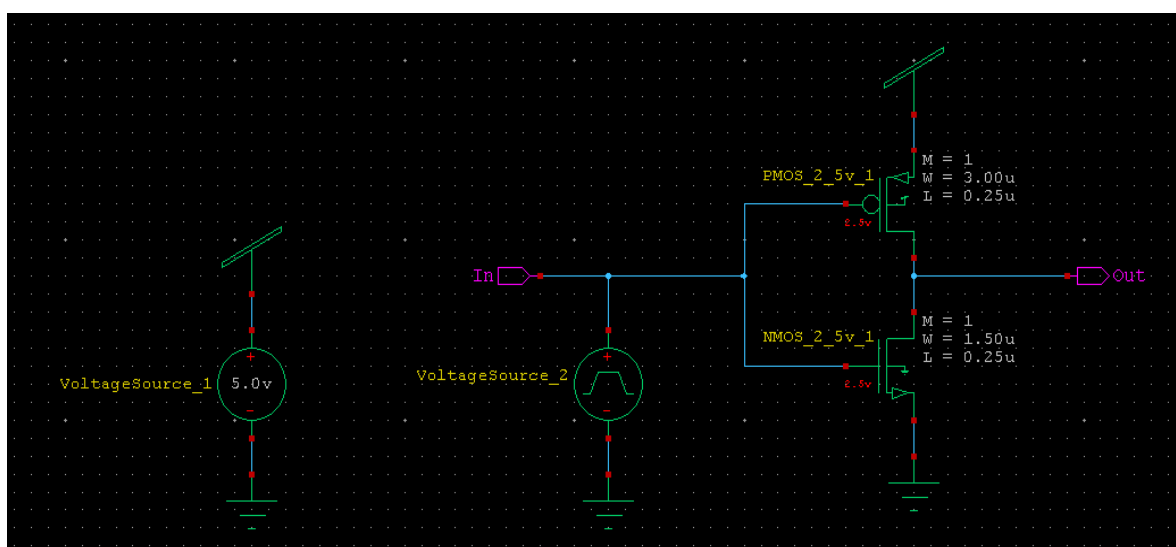 PMOS_2_5v_1
M = 1
W = 3.00u
L = 0.25u
2.5v
In
Out
NMOS_2_5v_1
M = 1
W = 1.50u
L = 0.25u
2.5v
VoltageSource_1
5.0v
VoltageSource_2